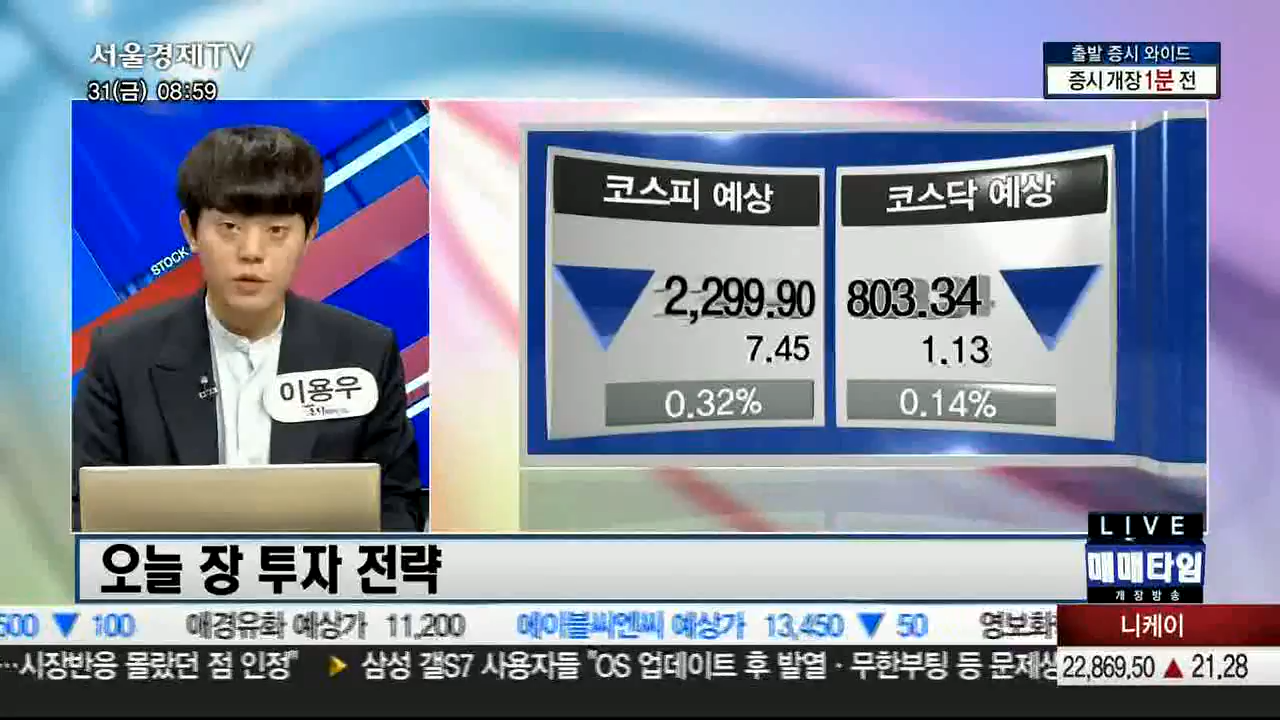 서울경제TV
31(금) 08:59
출발 증시 와이드
증시 개장 1분 전
STOCK
코스피 예상
2,299.90
7.45
0.32%
코스닥 예상
803.34
1.13
0.14%
이용우
오늘 장 투자 전략
LIVE
매매타임
개장방송
500 ▼ 100 애경유화 예상가 11,200 에이블씨엔씨 예상가 13,450 ▼ 50 영보화
니케이
…시장반응 몰랐던 점 인정" 삼성 갤S7 사용자들 "OS 업데이트 후 발열·무한부팅 등 문제
22,869.50 ▲ 21.28